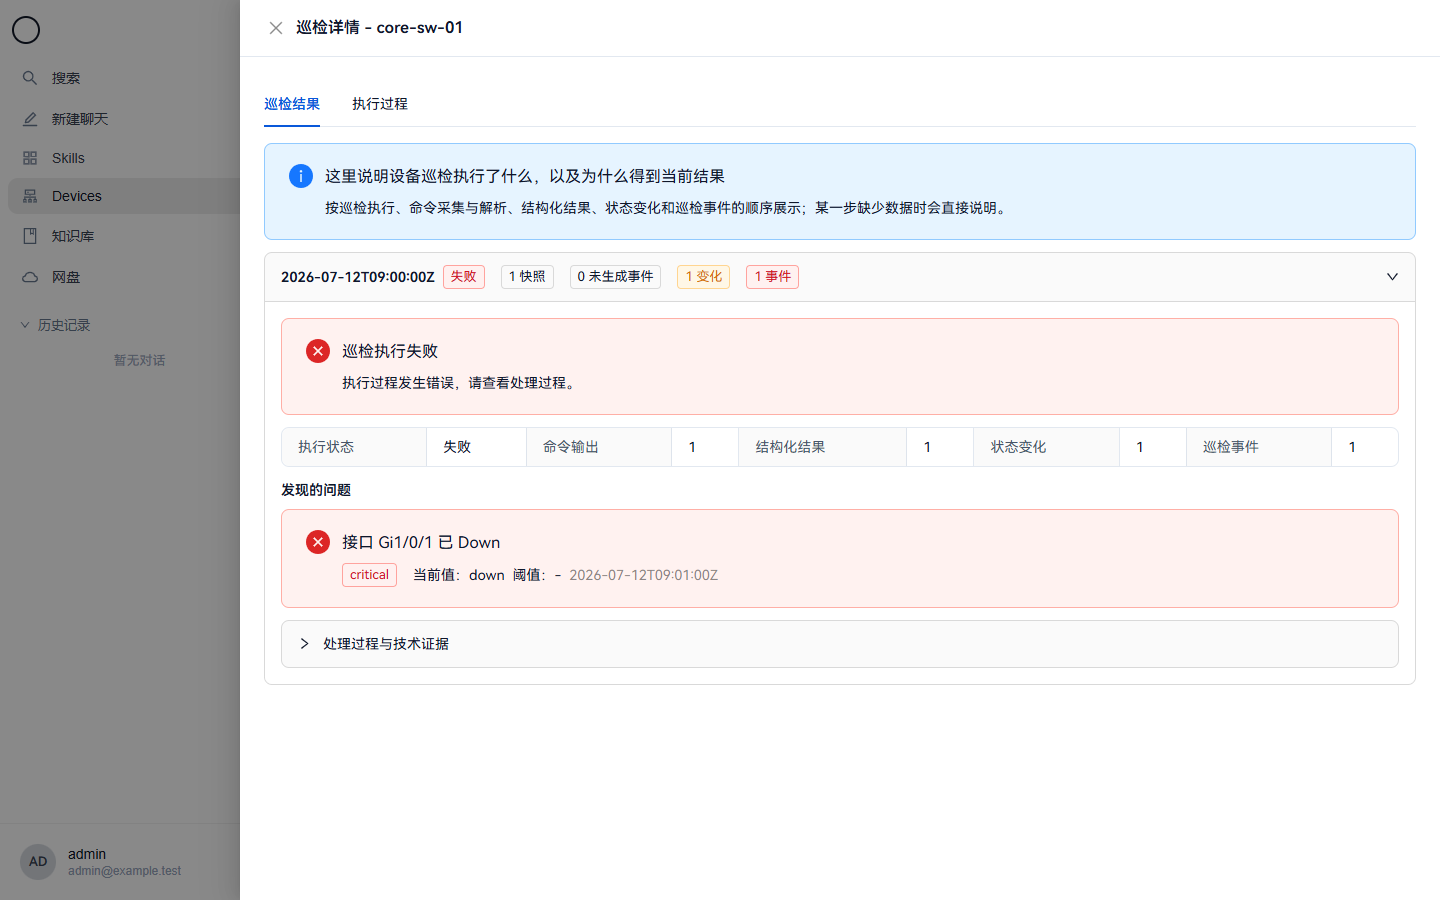 搜索
新建聊天
Skills
Devices
知识库
网盘
历史记录
暂无对话
AD
admin
admin@example.test
巡检详情 - core-sw-01
巡检结果 执行过程
这里说明设备巡检执行了什么，以及为什么得到当前结果
按巡检执行、命令采集与解析、结构化结果、状态变化和巡检事件的顺序展示；某一步缺少数据时会直接说明。
2026-07-12T09:00:00Z 失败 1 快照 0 未生成事件 1 变化 1 事件
巡检执行失败
执行过程发生错误，请查看处理过程。
执行状态 失败 命令输出 1 结构化结果 1 状态变化 1 巡检事件 1
发现的问题
接口 Gi1/0/1 已 Down
critical 当前值：down 阈值：- 2026-07-12T09:01:00Z
处理过程与技术证据